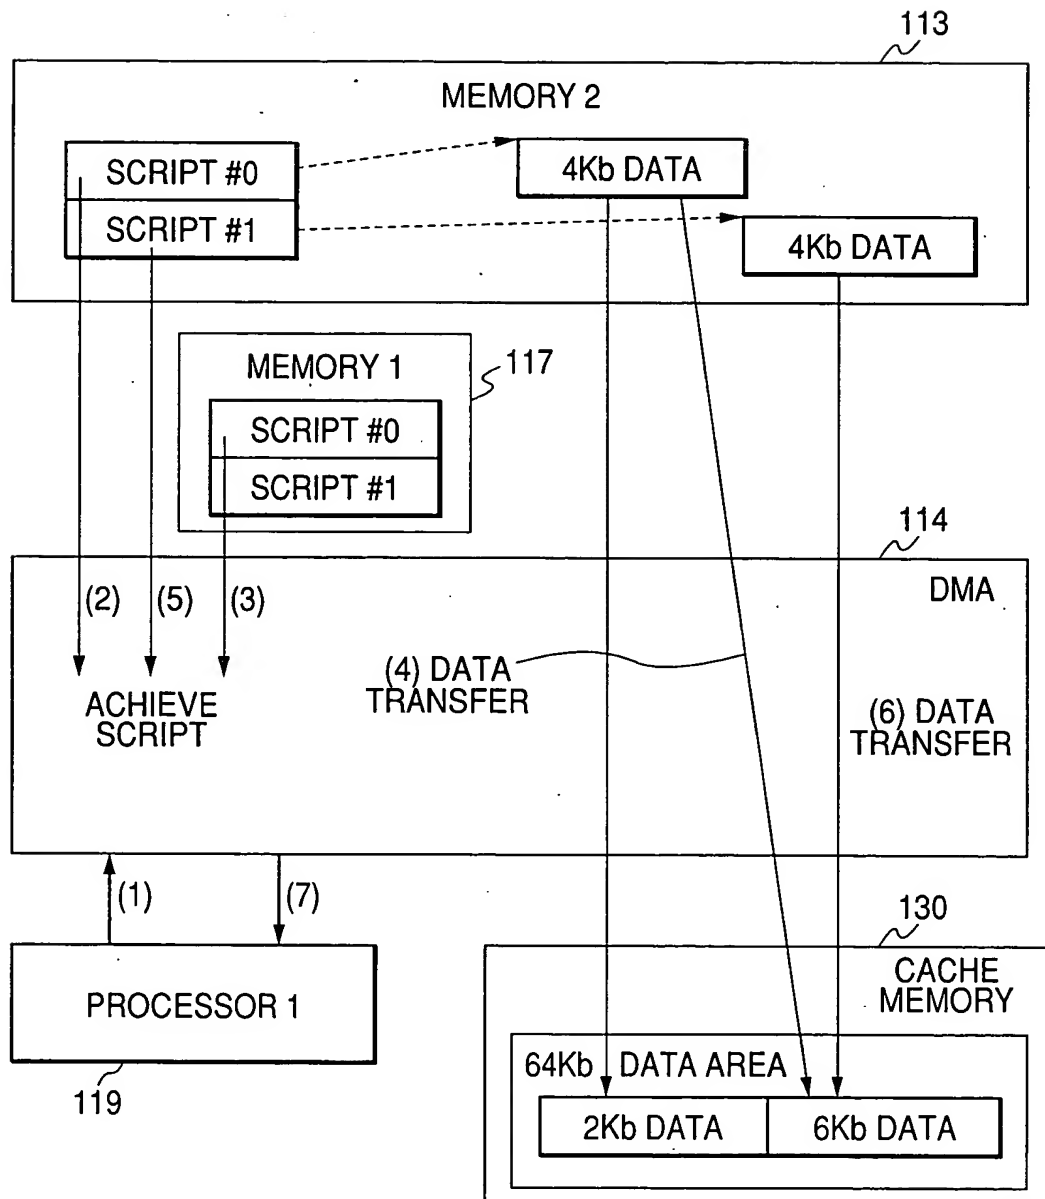 113
MEMORY 2
SCRIPT #0
4Kb DATA
SCRIPT #1
4Kb DATA
MEMORY 1
117
SCRIPT #0
SCRIPT #1
114
DMA
(2)
(5)
(3)
(4) DATA
TRANSFER
ACHIEVE
SCRIPT
(6) DATA
TRANSFER
(1)
(7)
130
CACHE
MEMORY
PROCESSOR 1
64Kb DATA AREA
119
2Kb DATA
6Kb DATA